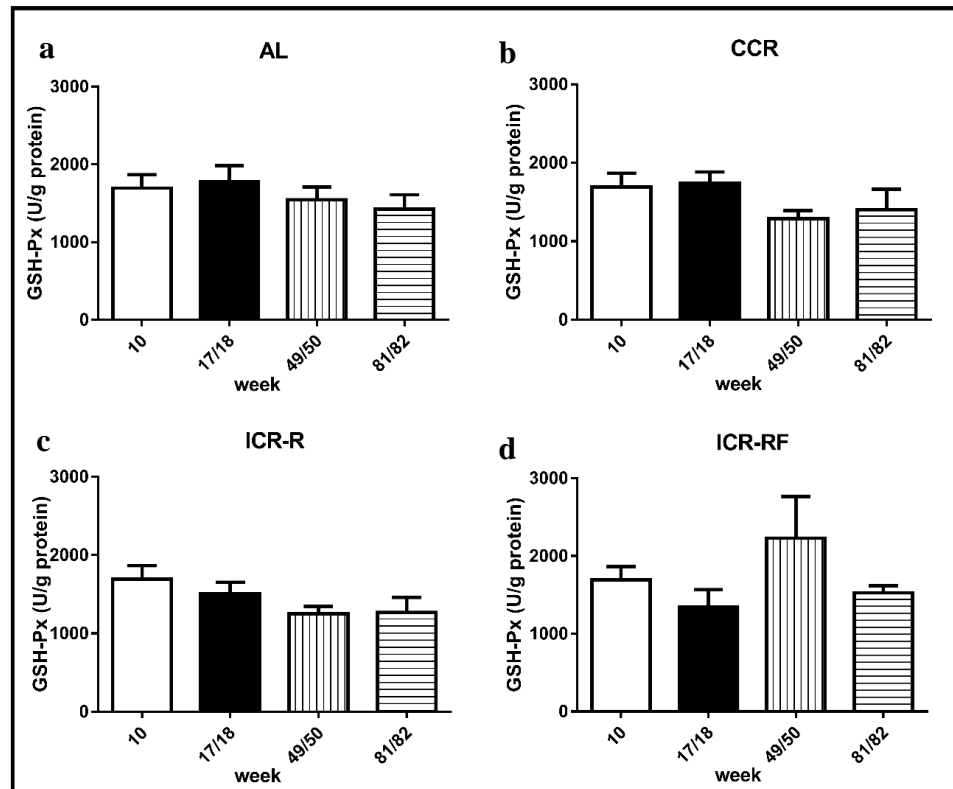 a
AL
GSH-Px (U/g protein)
3000
2000
1000
0
10
17/18
49/50
81/82
week
b
CCR
GSH-Px (U/g protein)
3000
2000
1000
0
10
17/18
49/50
81/82
week
c
ICR-R
GSH-Px (U/g protein)
3000
2000
1000
0
10
17/18
49/50
81/82
week
d
ICR-RF
GSH-Px (U/g protein)
3000
2000
1000
0
10
17/18
49/50
81/82
week